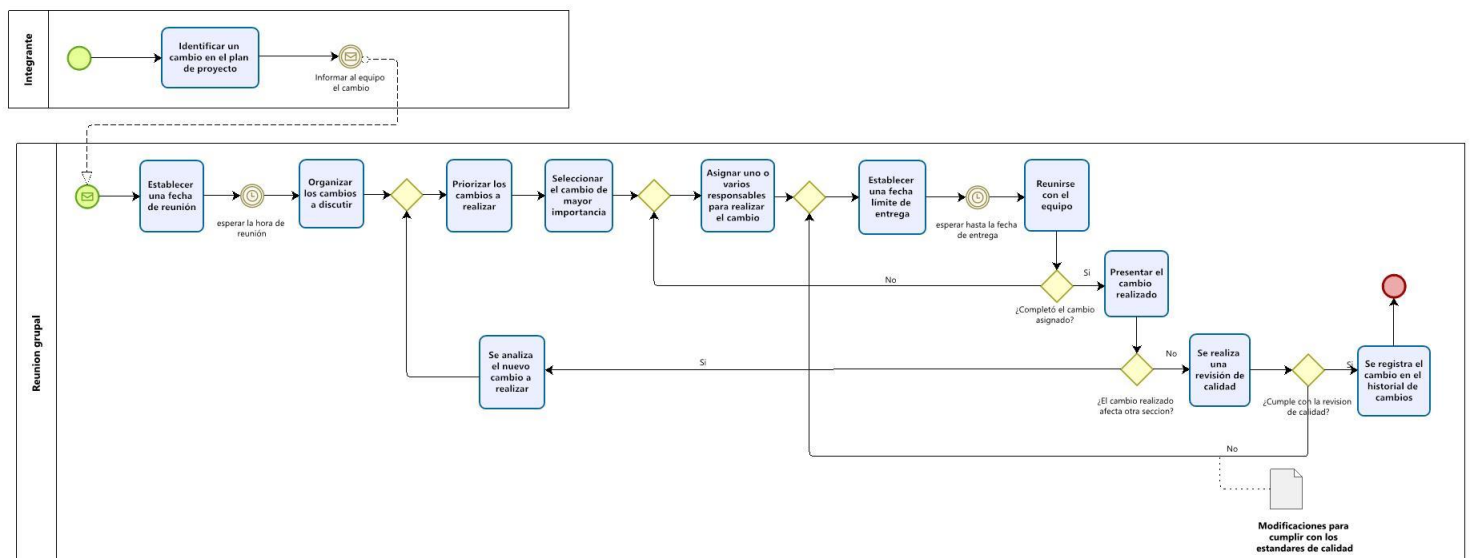 Integrante
Identificar un
cambio en el plan
de proyecto
Informar al equipo
el cambio
Reunion grupal
Establecer
una fecha
de reunión
esperar la hora de
reunión
Organizar
los cambios
a discutir
Priorizar los
cambios a
realizar
Seleccionar
el cambio de
mayor
importancia
Asignar uno o
varios
responsables
para realizar
el cambio
Establecer
una fecha
límite de
entrega
esperar hasta la fecha
de entrega
Reunirse
con el
equipo
No
¿Completó el cambio
asignado?
Si
Presentar el
cambio
realizado
Se analiza
el nuevo
cambio a
realizar
Si
¿El cambio realizado
afecta otra seccion?
No
Se realiza
una
revisión de
calidad
¿Cumple con la revision
de calidad?
Si
Se registra el
cambio en el
historial de
cambios
No
Modificaciones para
cumplir con los
estandares de calidad